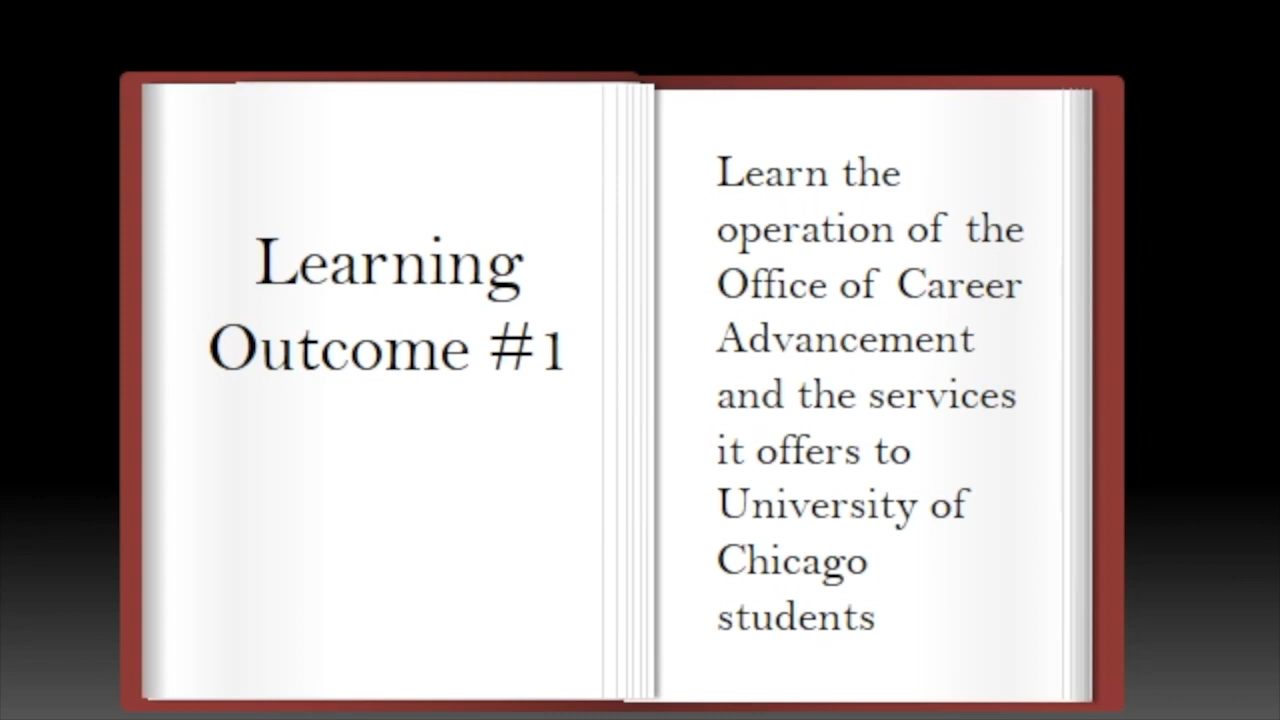 Learning
Outcome #1
Learn the
operation of the
Office of Career
Advancement
and the services
it offers to
University of
Chicago
students